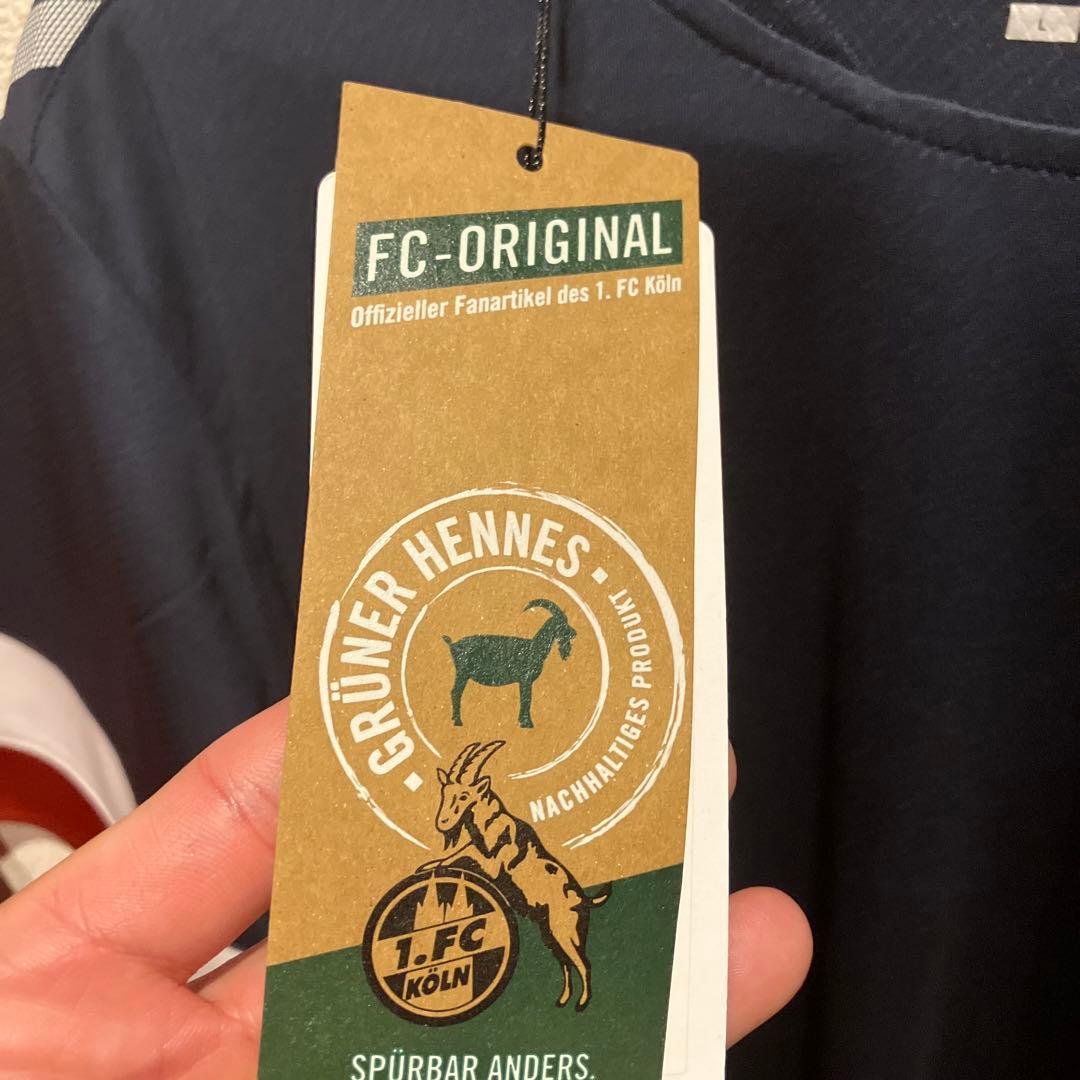 L
FC-ORIGINAL
Offizieller Fanartikel des 1. FC Köln
· GRÜNER HENNES ·
NACHHALTIGES PRODUKT
1. FC
KÖLN
SPÜRBAR ANDERS.